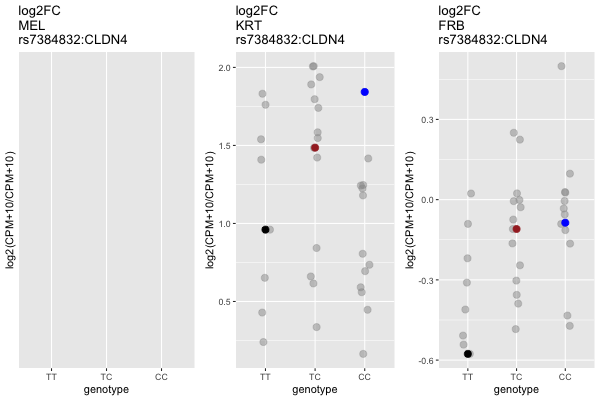 log2FC
MEL
rs7384832:CLDN4
log2(CPM+10/CPM+10)
TT TC CC
genotype
log2FC
KRT
rs7384832:CLDN4
log2(CPM+10/CPM+10)
2.0
1.5
1.0
0.5
TT TC CC
genotype
log2FC
FRB
rs7384832:CLDN4
log2(CPM+10/CPM+10)
0.3
0.0
-0.3
-0.6
TT TC CC
genotype